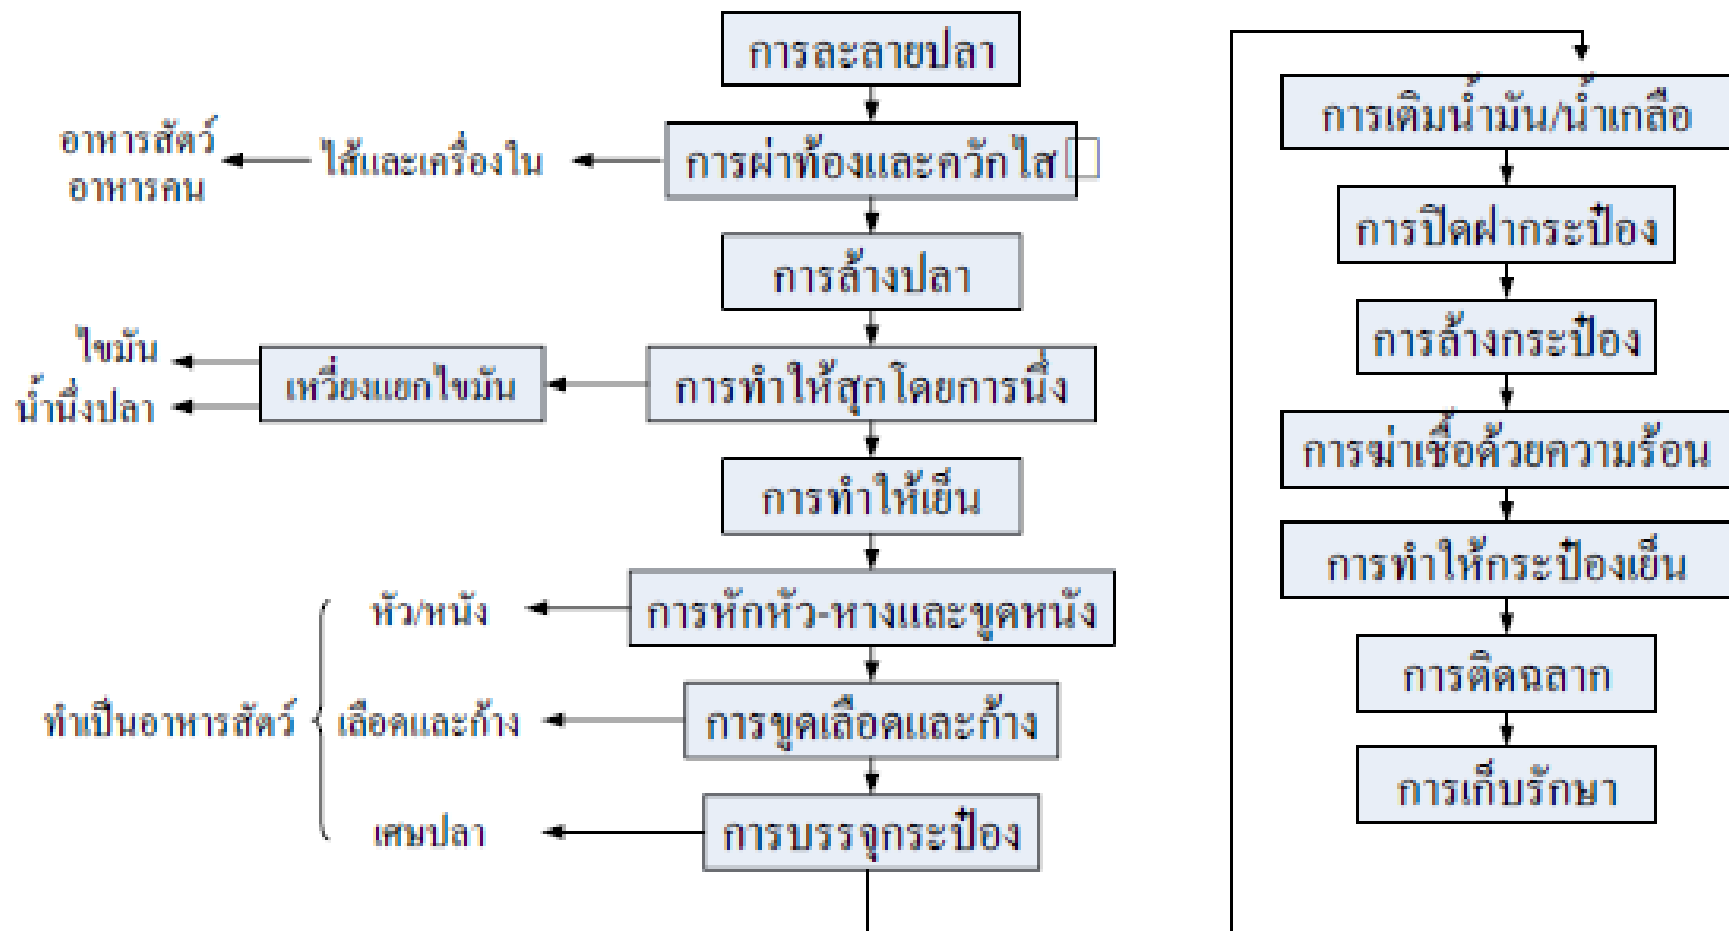 การละลายปลา
การผ่าท้องและควักไส
ไส้และเครื่องใน
อาหารสัตว์
อาหารคน
การล้างปลา
การทำให้สุกโดยการนึ่ง
เหวี่ยงแยกไขมัน
ไขมัน
น้ำนึ่งปลา
การทำให้เย็น
การหักหัว-หางและขูดหนัง
หัว/หนัง
การขูดเลือดและก้าง
เลือดและก้าง
ทำเป็นอาหารสัตว์
การบรรจุกระป๋อง
เศษปลา
การเติมน้ำมัน/น้ำเกลือ
การปิดฝากระป๋อง
การล้างกระป๋อง
การฆ่าเชื้อด้วยความร้อน
การทำให้กระป๋องเย็น
การติดฉลาก
การเก็บรักษา